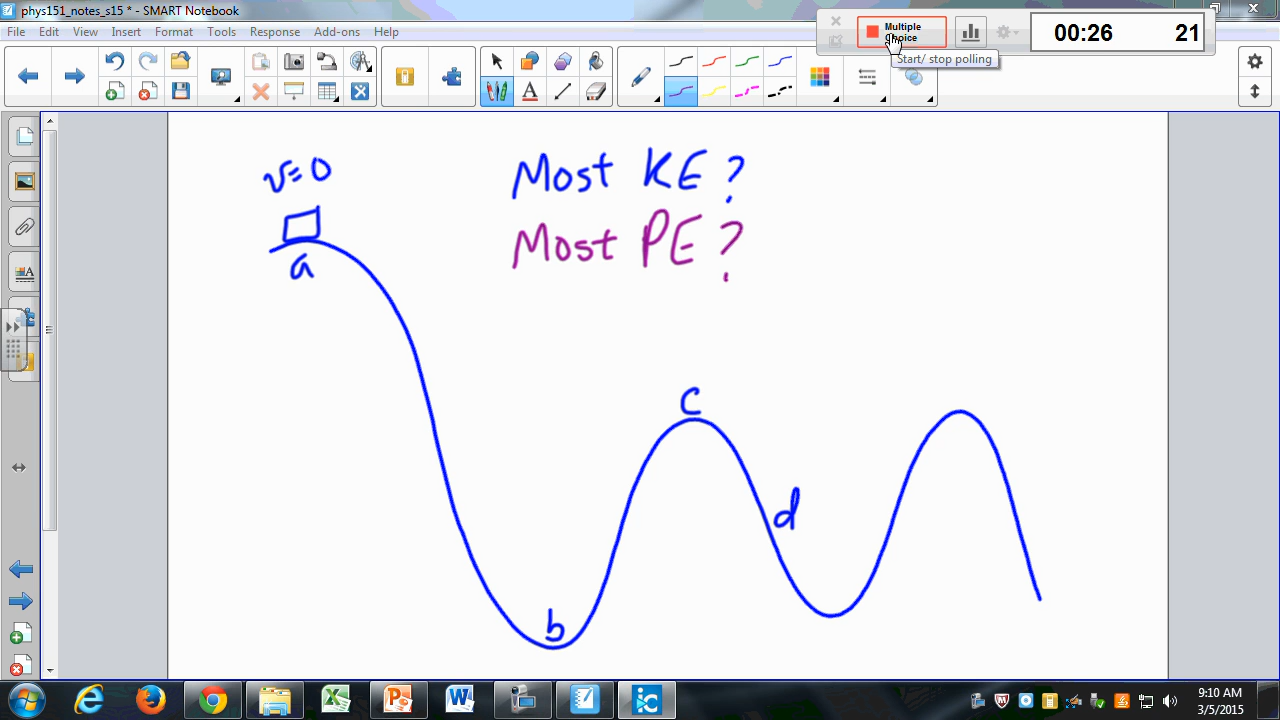 phys151_notes_s15 * - SMART Notebook
File Edit View Insert Format Tools Response Add-ons Help
Multiple Choice
00:26 21
Start/ stop polling
v=0
Most KE?
Most PE?
a
c
d
b
9:10 AM
3/5/2015